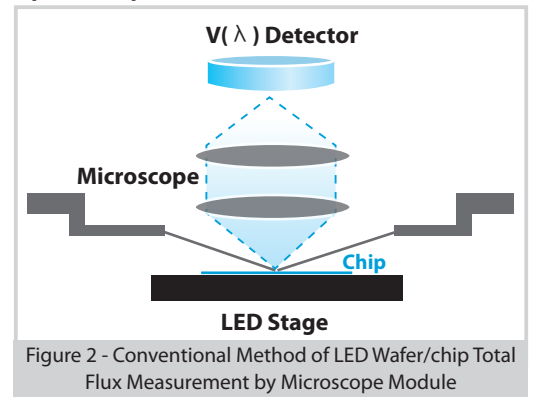 V( λ ) Detector
Microscope
Chip
LED Stage
Figure 2 - Conventional Method of LED Wafer/chip Total
Flux Measurement by Microscope Module